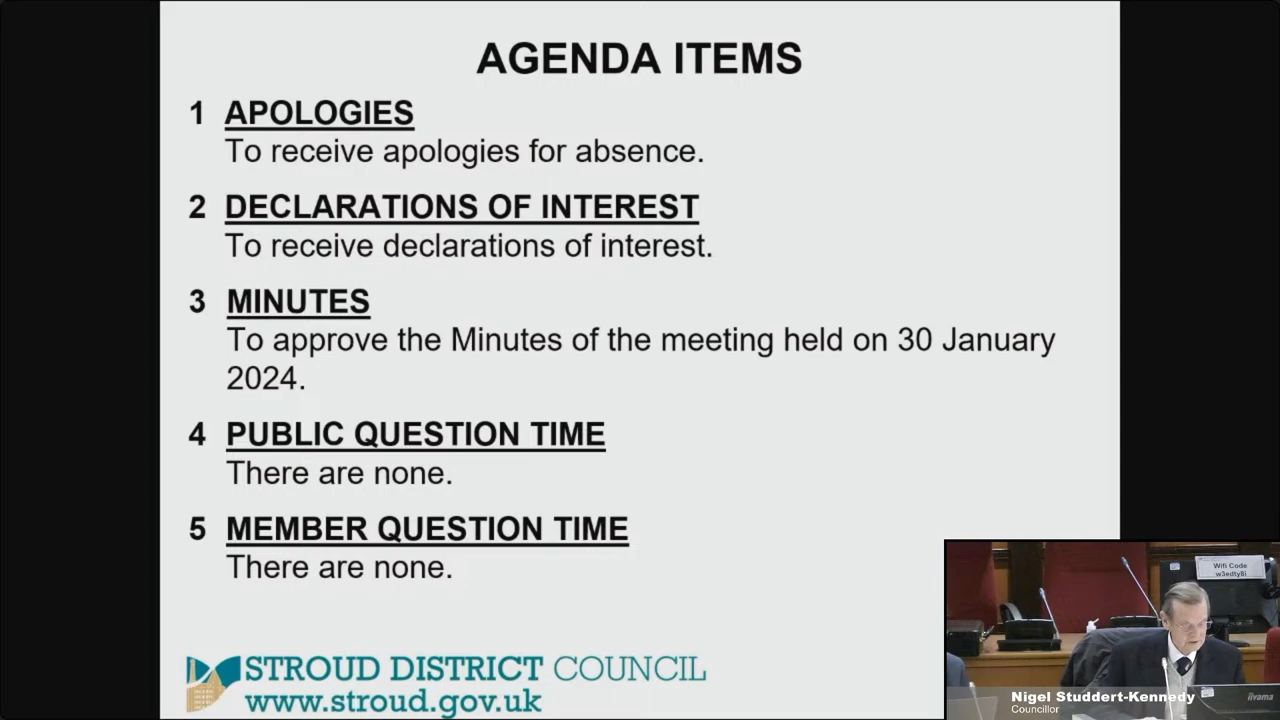 AGENDA ITEMS
1 APOLOGIES
To receive apologies for absence.
2 DECLARATIONS OF INTEREST
To receive declarations of interest.
3 MINUTES
To approve the Minutes of the meeting held on 30 January
2024.
4 PUBLIC QUESTION TIME
There are none.
5 MEMBER QUESTION TIME
There are none.
STROUD DISTRICT COUNCIL
www.stroud.gov.uk
Wifi Code
w3edty8i
Nigel Studdert-Kennedy
Councillor
iiyama